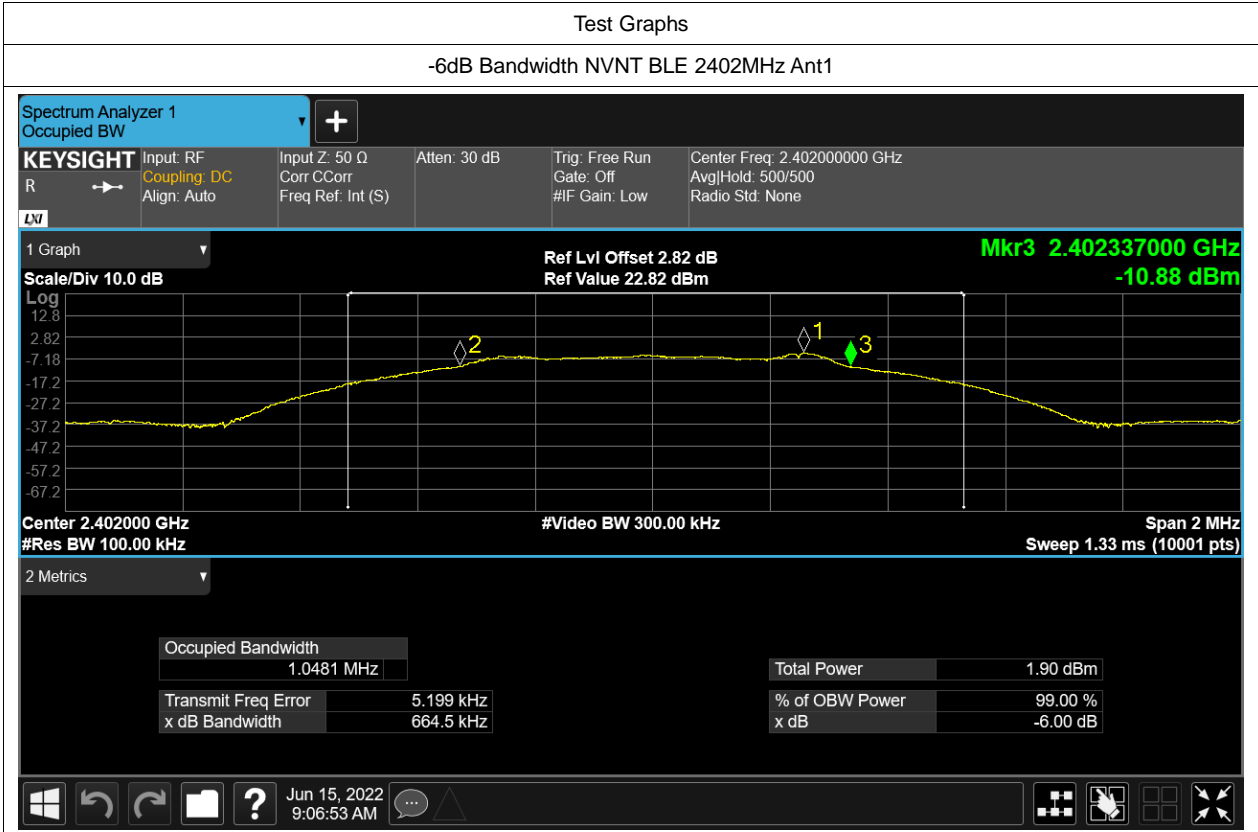 Test Graphs
-6dB Bandwidth NVNT BLE 2402MHz Ant1
Spectrum Analyzer 1
Occupied BW
KEYSIGHT
R
LXI
Input: RF
Coupling: DC
Align: Auto
Input Z: 50 Ω
Corr CCorr
Freq Ref: Int (S)
Atten: 30 dB
Trig: Free Run
Gate: Off
#IF Gain: Low
Center Freq: 2.402000000 GHz
Avg|Hold: 500/500
Radio Std: None
1 Graph
Scale/Div 10.0 dB
Ref Lvl Offset 2.82 dB
Ref Value 22.82 dBm
Mkr3 2.402337000 GHz
-10.88 dBm
Log
12.8
2.82
-7.18
-17.2
-27.2
-37.2
-47.2
-57.2
-67.2
2
1
3
Center 2.402000 GHz
#Res BW 100.00 kHz
#Video BW 300.00 kHz
Span 2 MHz
Sweep 1.33 ms (10001 pts)
2 Metrics
Occupied Bandwidth
1.0481 MHz
Transmit Freq Error 5.199 kHz
x dB Bandwidth 664.5 kHz
Total Power 1.90 dBm
% of OBW Power 99.00 %
x dB -6.00 dB
?
Jun 15, 2022
9:06:53 AM